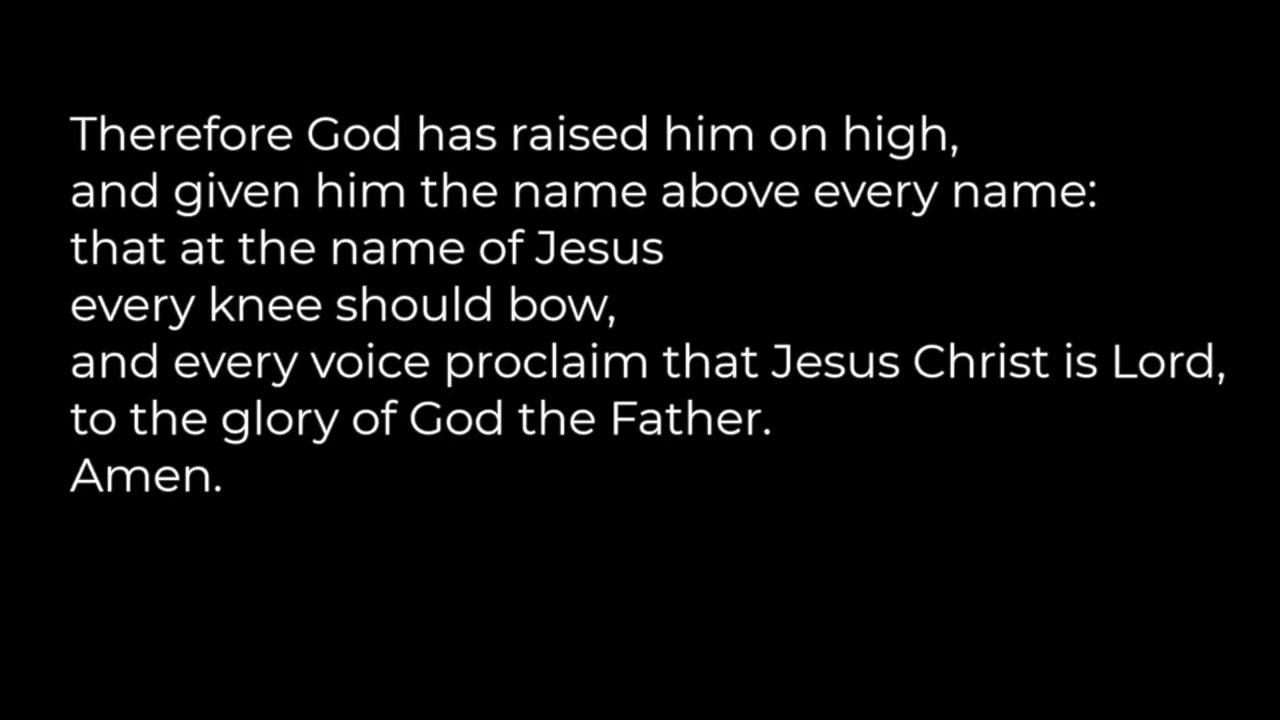 Therefore God has raised him on high,
and given him the name above every name:
that at the name of Jesus
every knee should bow,
and every voice proclaim that Jesus Christ is Lord,
to the glory of God the Father.
Amen.